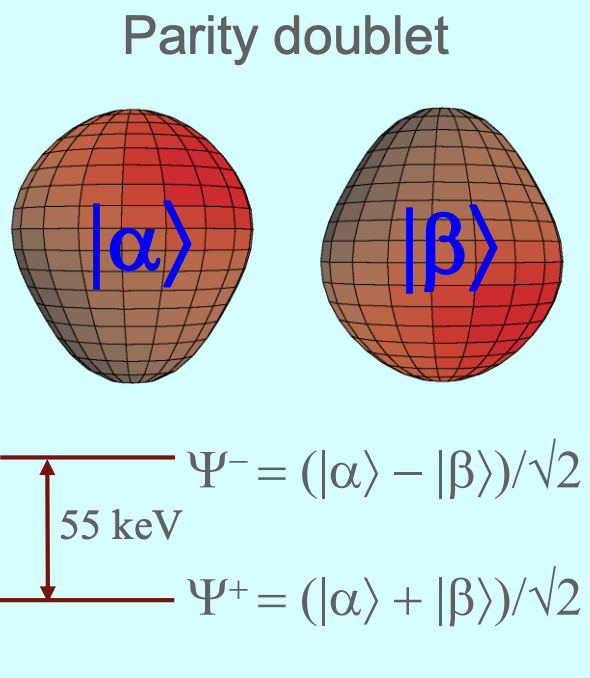 Parity doublet
|α⟩ |β⟩
Ψ⁻ = (|α⟩ − |β⟩)/√2
55 keV
Ψ⁺ = (|α⟩ + |β⟩)/√2